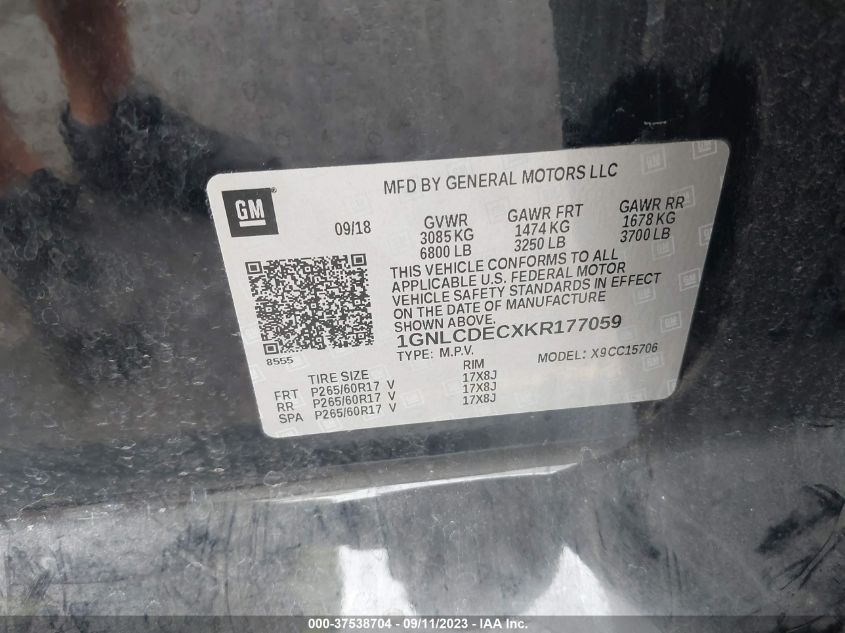 GM
MFD BY GENERAL MOTORS LLC
09/18
GVWR GAWR FRT GAWR RR
3085 KG 1474 KG 1678 KG
6800 LB 3250 LB 3700 LB
THIS VEHICLE CONFORMS TO ALL
APPLICABLE U.S. FEDERAL MOTOR
VEHICLE SAFETY STANDARDS IN EFFECT
ON THE DATE OF MANUFACTURE
SHOWN ABOVE.
1GNLCDECXKR177059
8555
TYPE: M.P.V. MODEL: X9CC15706
TIRE SIZE RIM
FRT P265/60R17 V 17X8J
RR P265/60R17 V 17X8J
SPA P265/60R17 V 17X8J
000-37538704 - 09/11/2023 - IAA Inc.